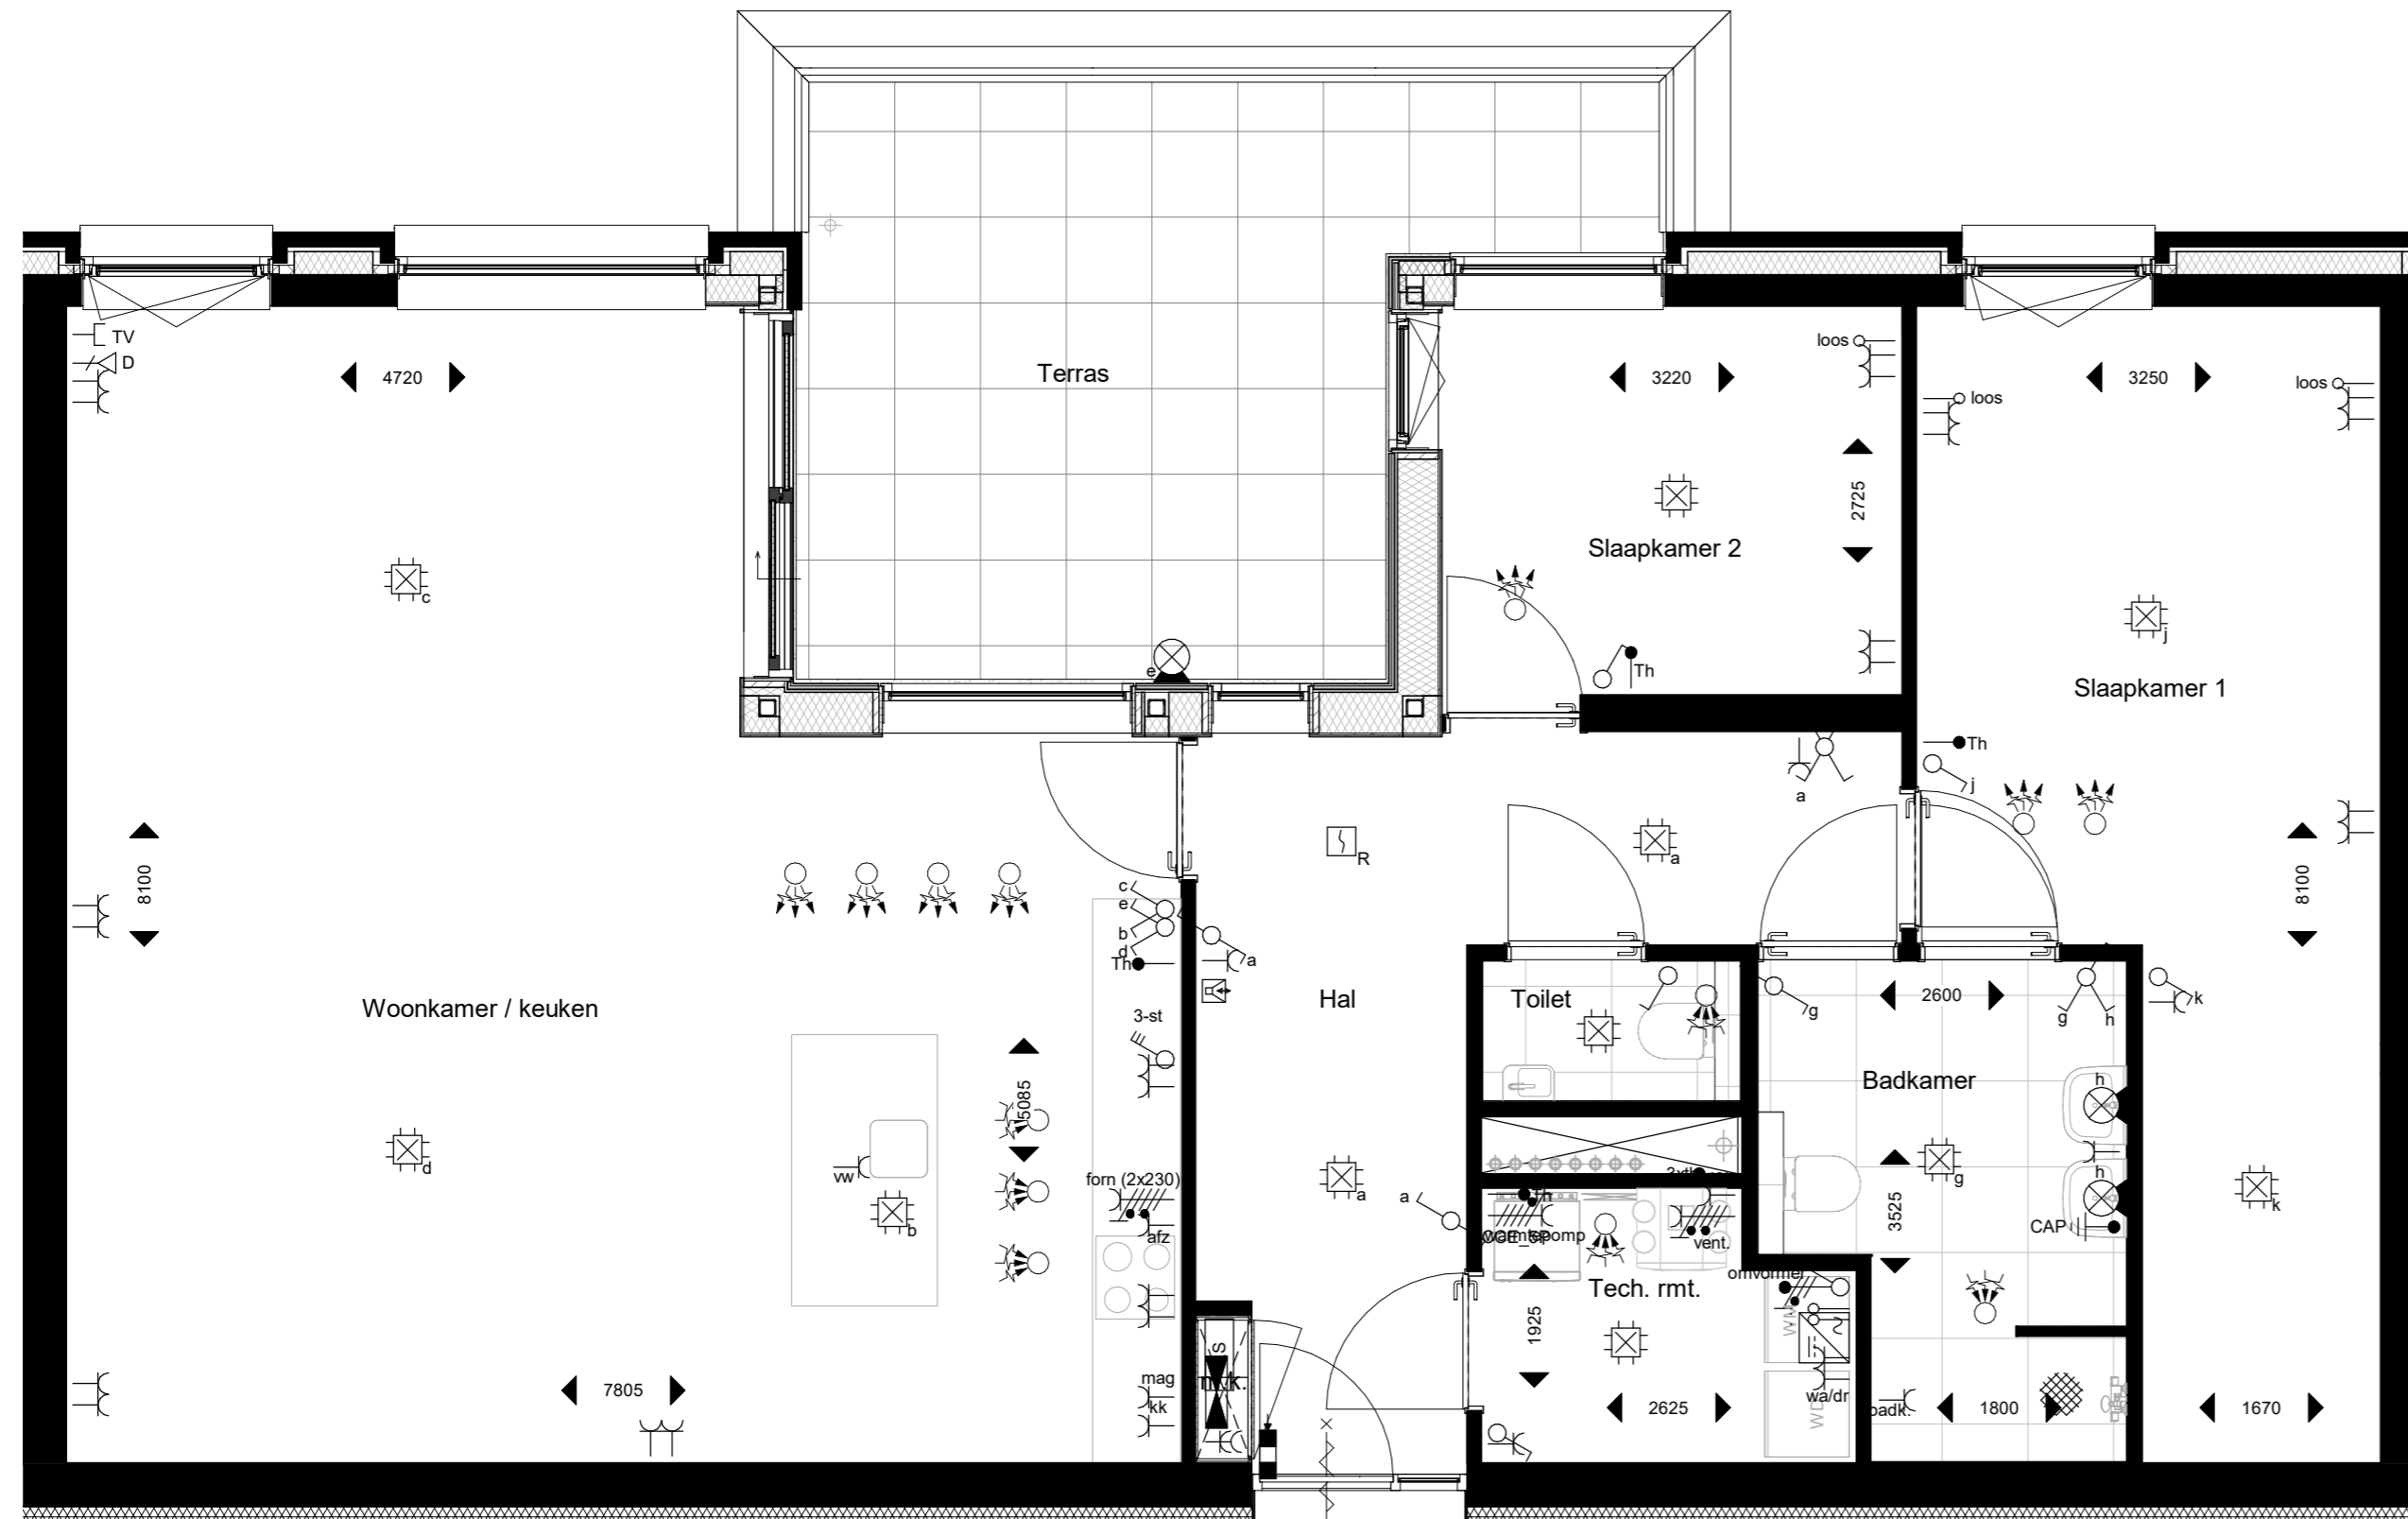 TV
D
4720
Terras
3220
loos
3250
loos
loos
2725
Slaapkamer 2
c
j
Slaapkamer 1
e
Th
Th
j
a
8100
R
a
8100
c
e
b
d
Th
a
Woonkamer / keuken
Hal
Toilet
g
2600
g
h
k
3-st
5085
Badkamer
h
d
vw
forn (2x230)
b
afz
a
a
Th
warmtepomp
vent.
omvormer
3525
g
h
CAP
k
Tech. rmt.
1925
7805
mag
kk
S
m.k.
2625
wa/dr
badk.
1800
1670